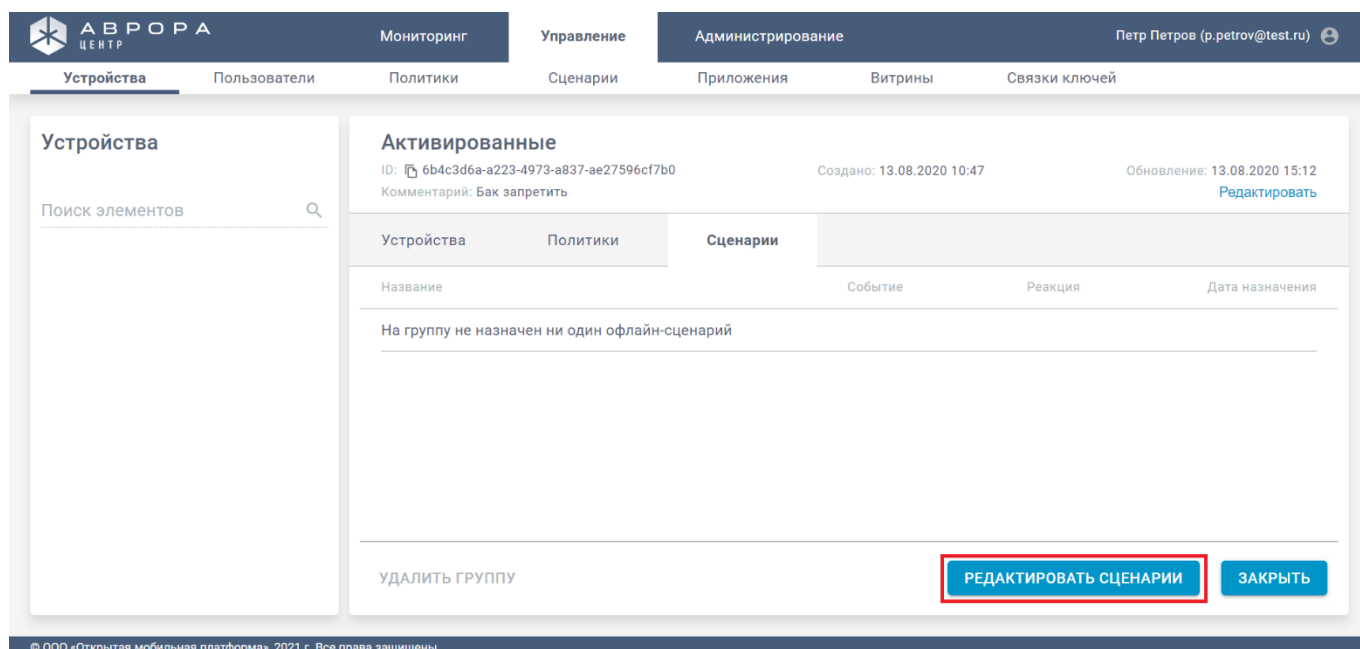 АВРОРА
ЦЕНТР
Мониторинг Управление Администрирование Петр Петров (p.petrov@test.ru)
Устройства Пользователи Политики Сценарии Приложения Витрины Связки ключей
Устройства
Поиск элементов
Активированные
ID: 6b4c3d6a-a223-4973-a837-ae27596cf7b0 Создано: 13.08.2020 10:47 Обновление: 13.08.2020 15:12
Комментарий: Бак запретить Редактировать
Устройства Политики Сценарии
Название Событие Реакция Дата назначения
На группу не назначен ни один офлайн-сценарий
УДАЛИТЬ ГРУППУ РЕДАКТИРОВАТЬ СЦЕНАРИИ ЗАКРЫТЬ
© ООО «Открытая мобильная платформа», 2021 г. Все права защищены